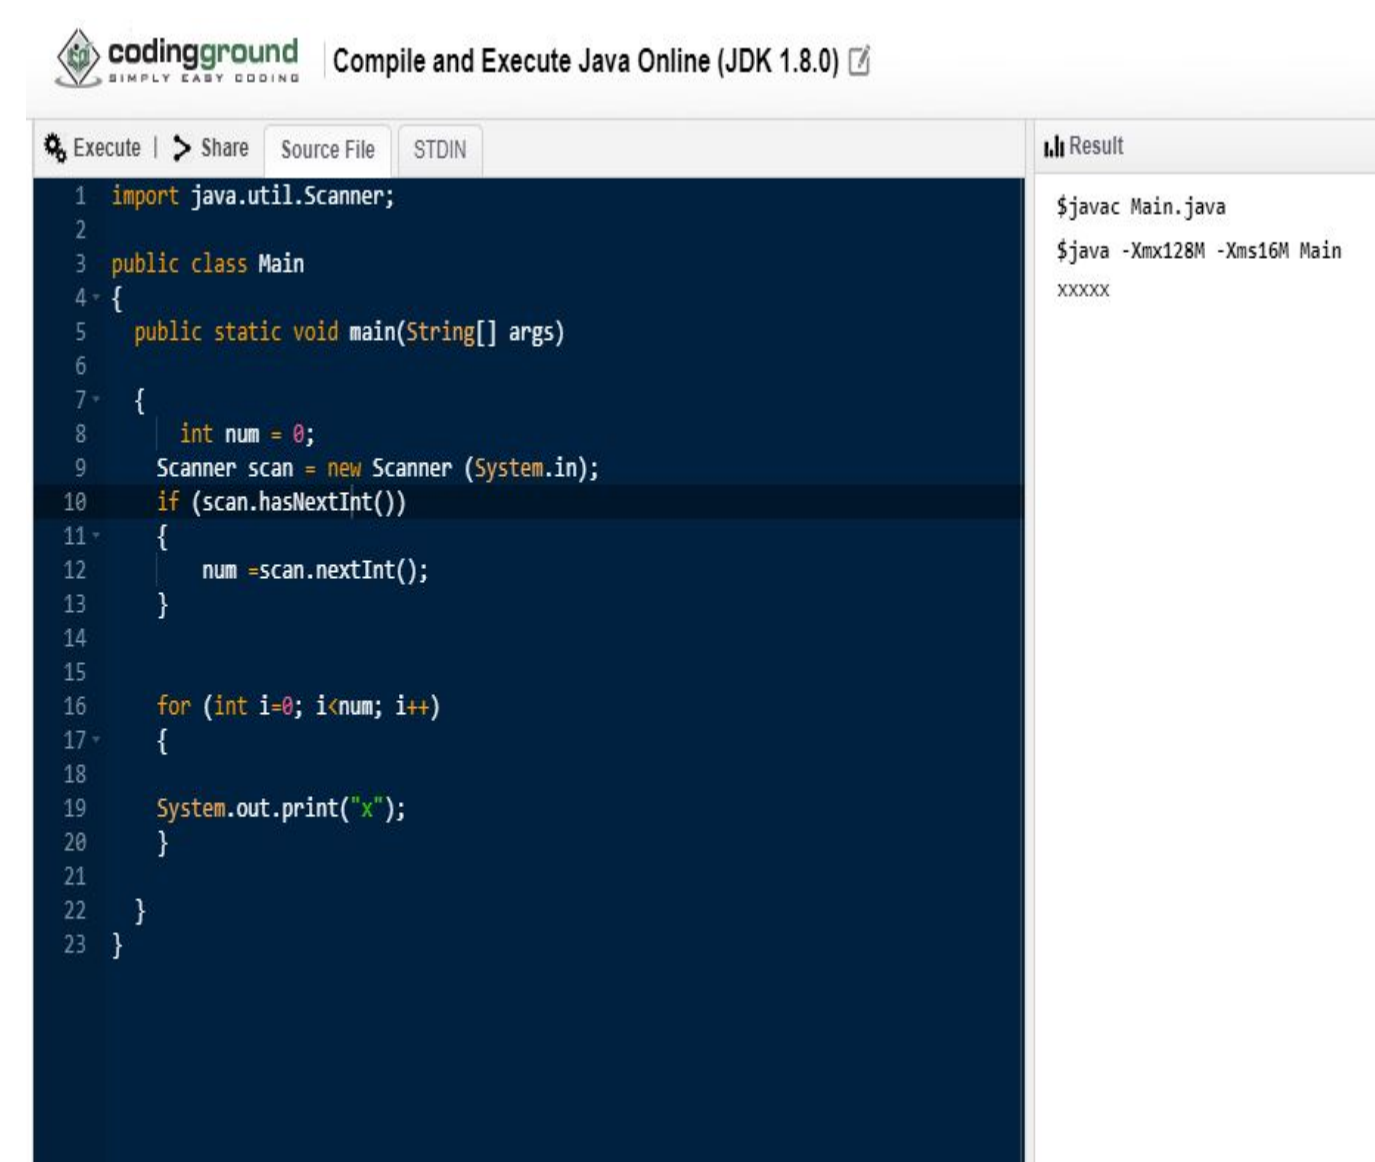 codingground
SIMPLY EASY CODING
Compile and Execute Java Online (JDK 1.8.0)
Execute | Share Source File STDIN
1 import java.util.Scanner;
2
3 public class Main
4 {
5 public static void main(String[] args)
6
7 {
8 int num = 0;
9 Scanner scan = new Scanner (System.in);
10 if (scan.hasNextInt())
11 {
12 num =scan.nextInt();
13 }
14
15
16 for (int i=0; i<num; i++)
17 {
18
19 System.out.print("x");
20 }
21
22 }
23 }
Result
$javac Main.java
$java -Xmx128M -Xms16M Main
xxxxx